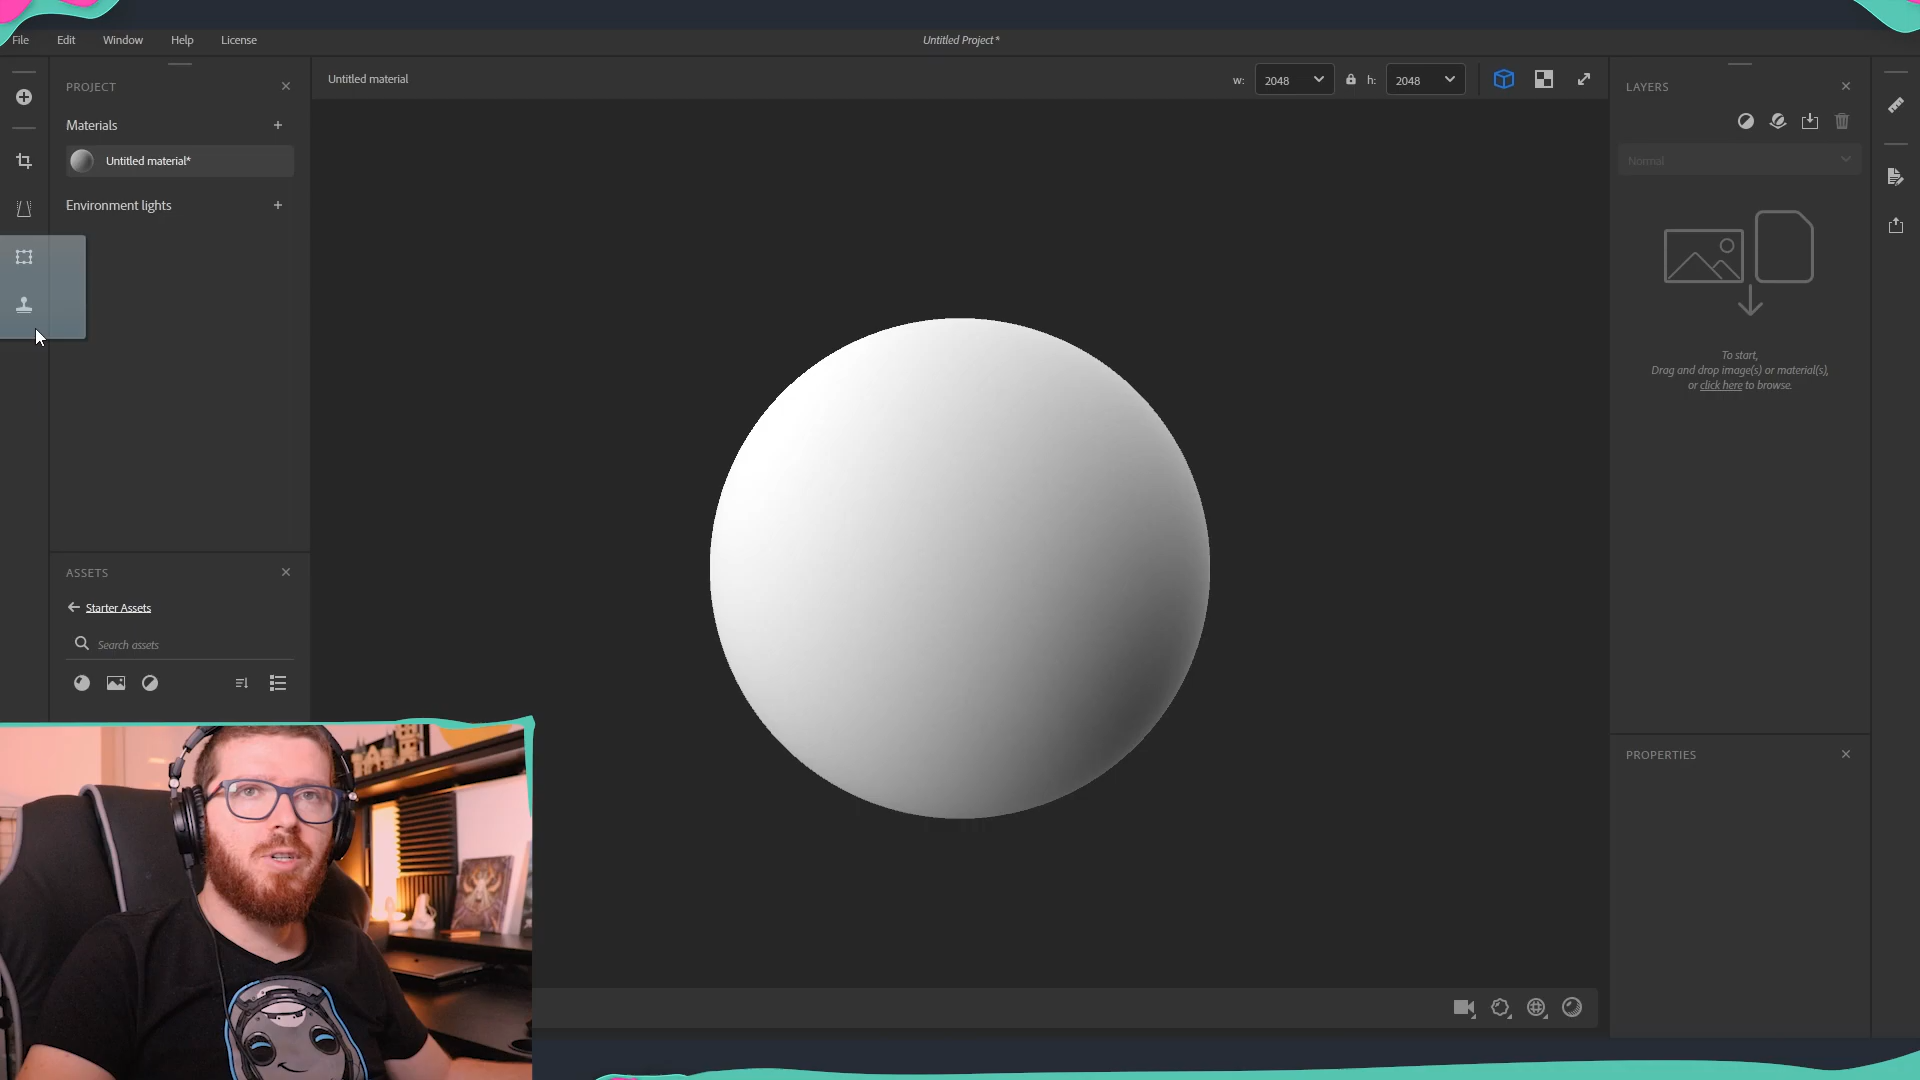 File
Edit
Window
Help
License
Untitled Project*
PROJECT
Materials
Untitled material*
Environment lights
Untitled material
w:
2048
h:
2048
LAYERS
Normal
To start,
Drag and drop image(s) or material(s),
or click here to browse.
ASSETS
Starter Assets
Search assets
PROPERTIES